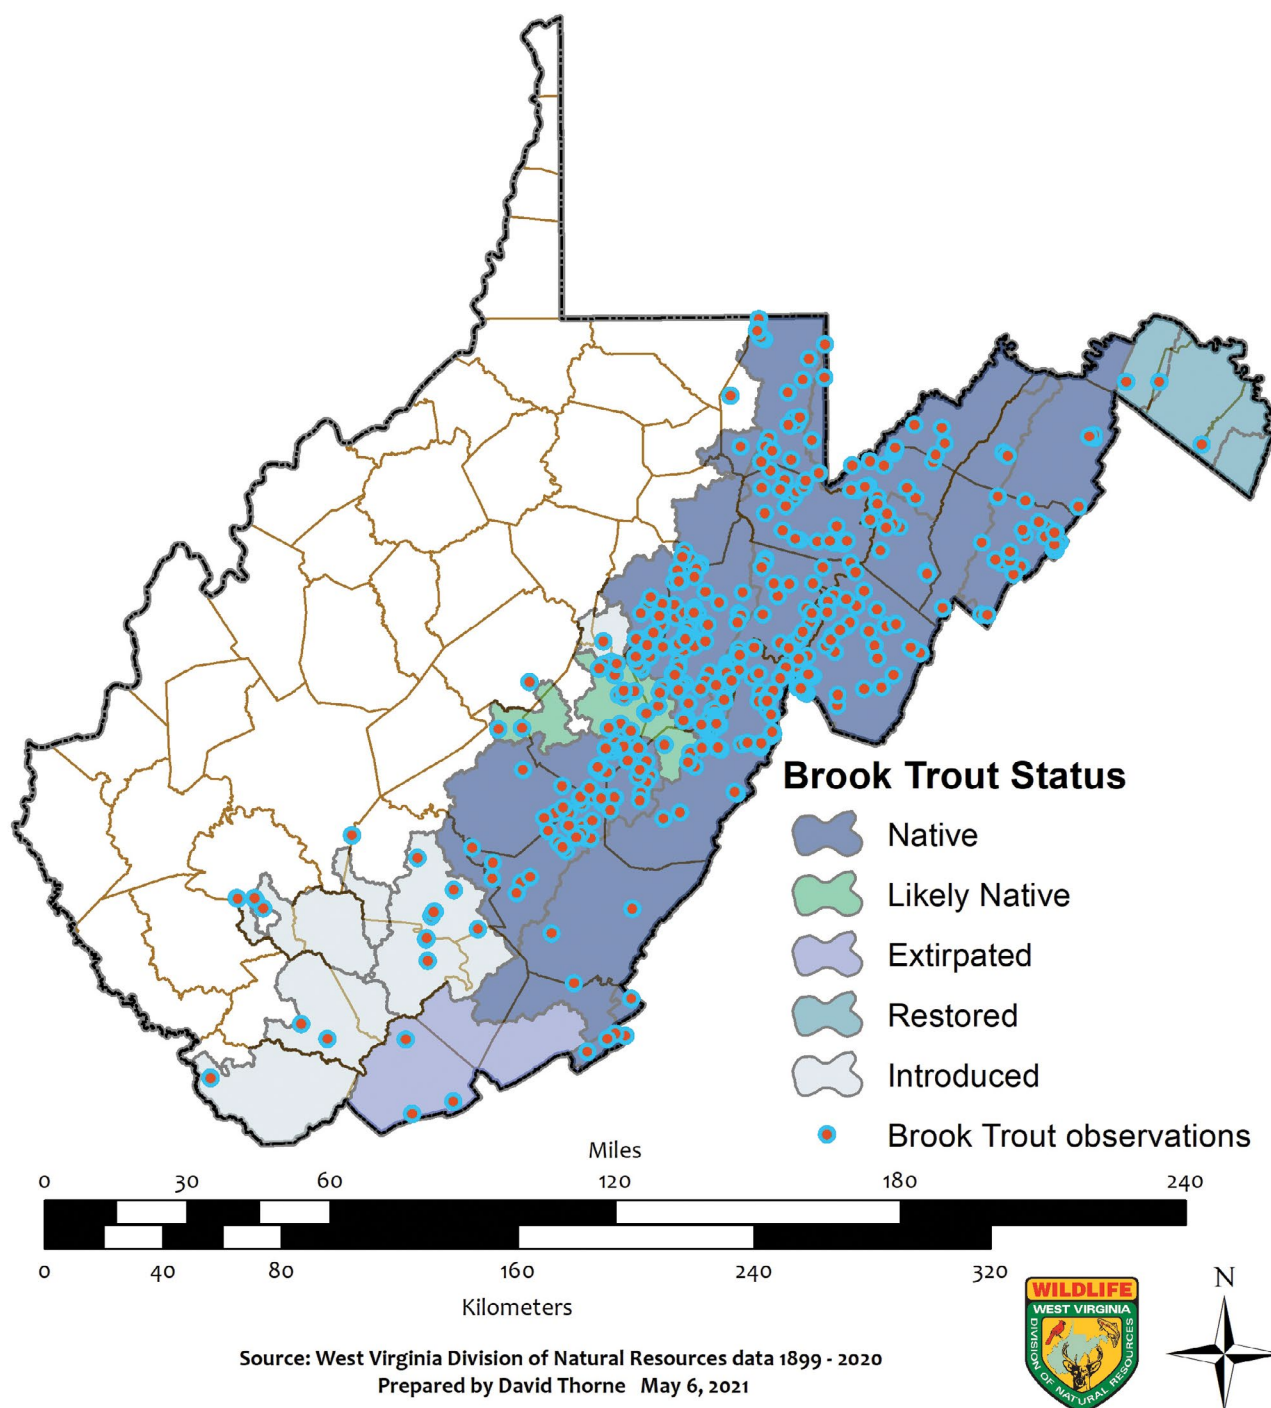 Brook Trout Status
Native
Likely Native
Extirpated
Restored
Introduced
Brook Trout observations
Miles
0 30 60 120 180 240
0 40 80 160 240 320
Kilometers
Source: West Virginia Division of Natural Resources data 1899 - 2020
Prepared by David Thorne May 6, 2021
WILDLIFE
WEST VIRGINIA
DIVISION OF NATURAL RESOURCES
N